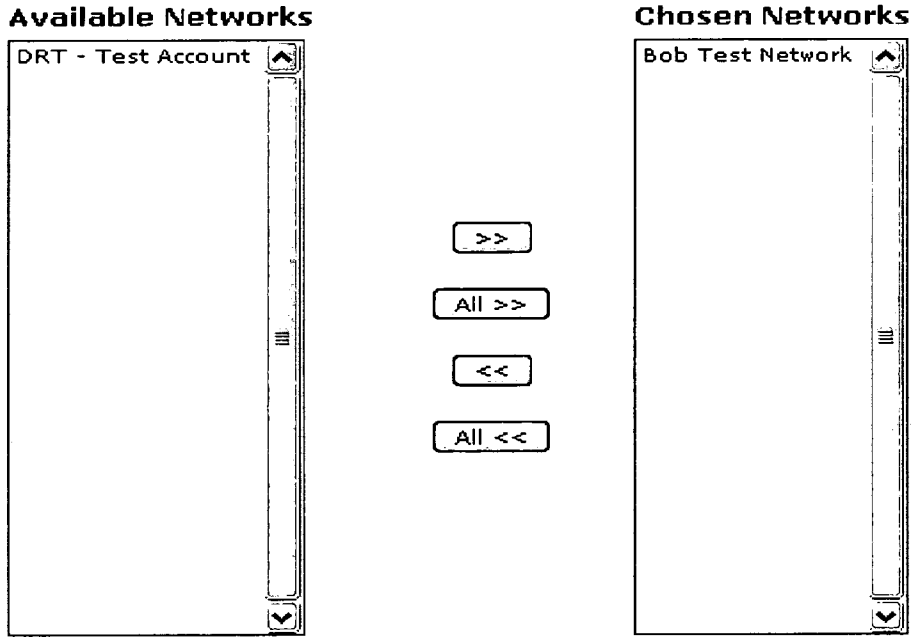 Available Networks
DRT - Test Account
>>
All >>
<<
All <<
Chosen Networks
Bob Test Network